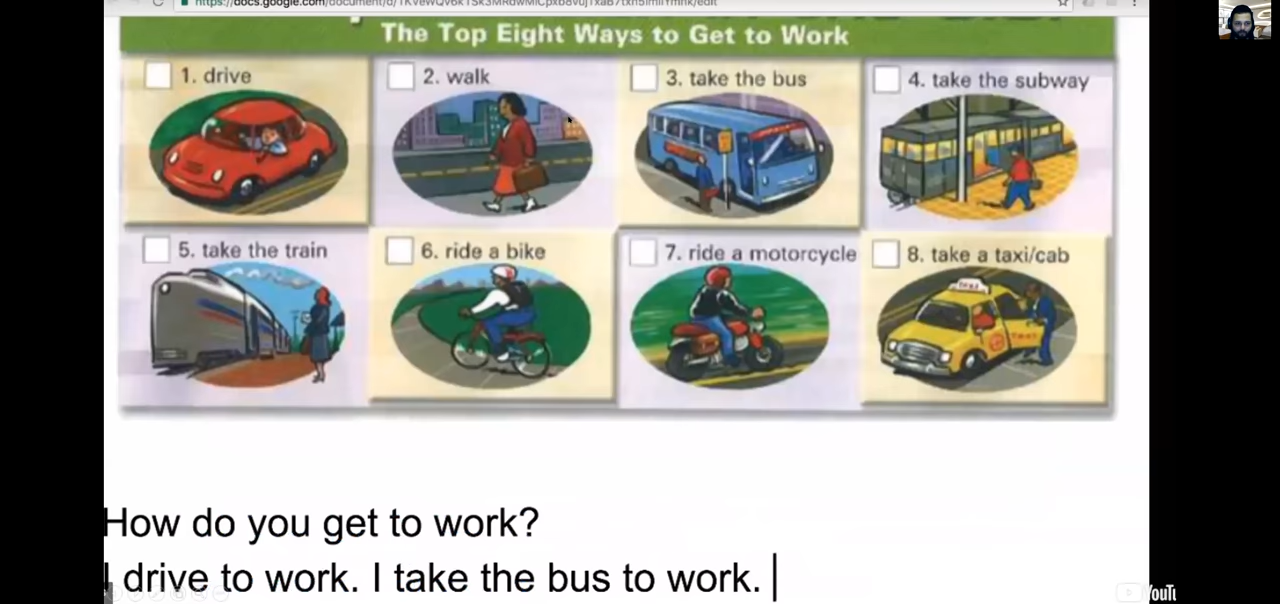 The Top Eight Ways to Get to Work
1. drive
2. walk
3. take the bus
4. take the subway
5. take the train
6. ride a bike
7. ride a motorcycle
8. take a taxi/cab
TAXI
How do you get to work?
I drive to work. I take the bus to work.